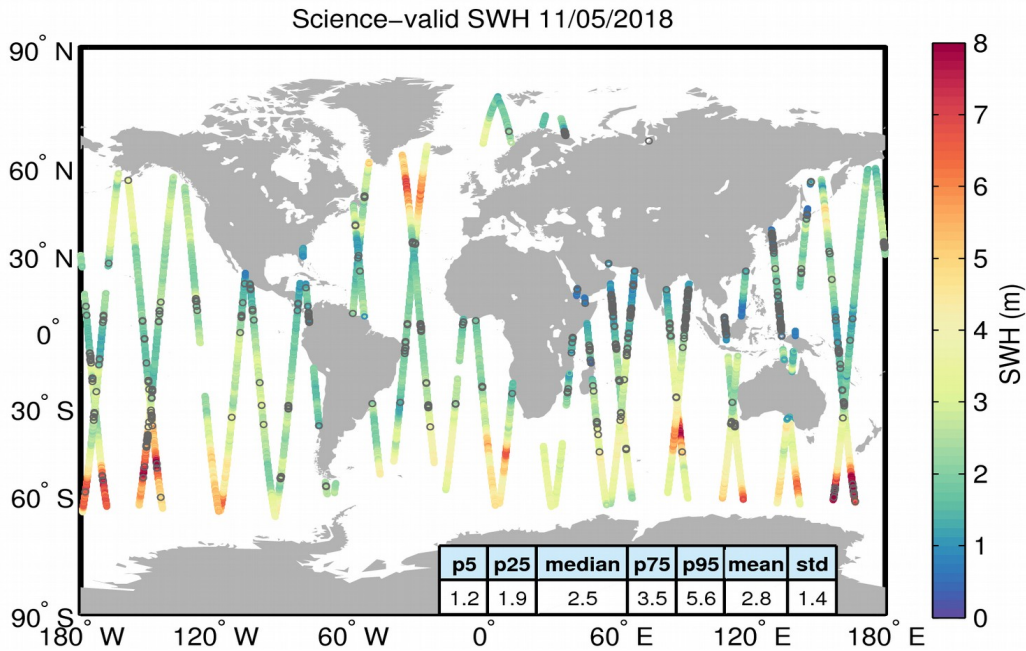 Science−valid SWH 11/05/2018
90° N
60° N
30° N
0°
30° S
60° S
90° S
180° W
120° W
60° W
0°
60° E
120° E
180° E
p5 p25 median p75 p95 mean std
1.2 1.9 2.5 3.5 5.6 2.8 1.4
8
7
6
5
4
3
2
1
0
SWH (m)